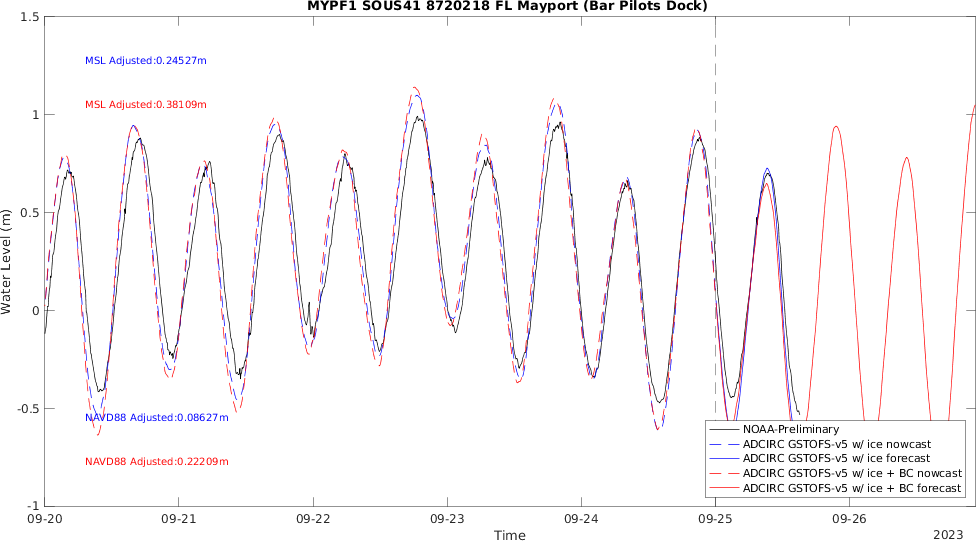 MYPF1 SOUS41 8720218 FL Mayport (Bar Pilots Dock)
1.5
MSL Adjusted:0.24527m
MSL Adjusted:0.38109m
1
0.5
Water Level (m)
0
-0.5
NAVD88 Adjusted:0.08627m
NAVD88 Adjusted:0.22209m
NOAA-Preliminary
ADCIRC GSTOFS-v5 w/ ice nowcast
ADCIRC GSTOFS-v5 w/ ice forecast
ADCIRC GSTOFS-v5 w/ ice + BC nowcast
ADCIRC GSTOFS-v5 w/ ice + BC forecast
-1
09-20 09-21 09-22 09-23 09-24 09-25 09-26
Time
2023